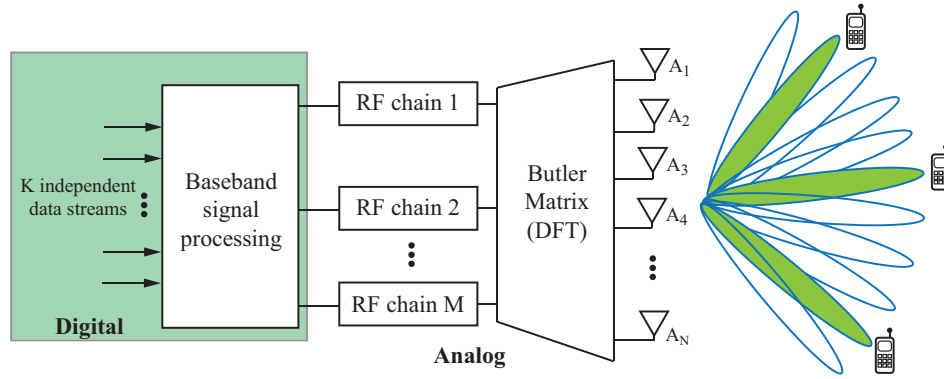 K independent
data streams
Baseband
signal
processing
Digital
RF chain 1
RF chain 2
RF chain M
Analog
Butler
Matrix
(DFT)
A1
A2
A3
A4
AN